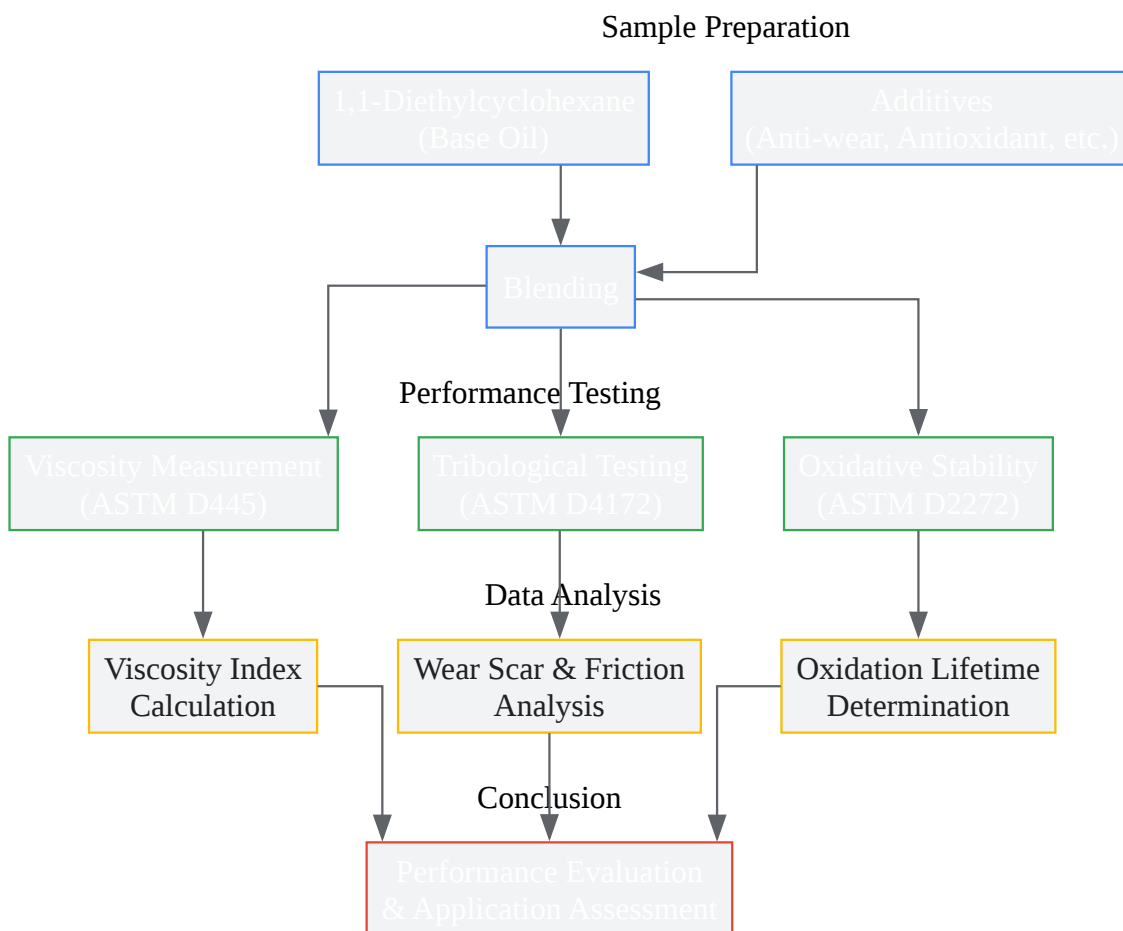 Sample Preparation
1,1-Diethylcyclohexane
(Base Oil)
Additives
(Anti-wear, Antioxidant, etc.)
Blending
Performance Testing
Viscosity Measurement
(ASTM D445)
Tribological Testing
(ASTM D4172)
Oxidative Stability
(ASTM D2272)
Data Analysis
Viscosity Index
Calculation
Wear Scar & Friction
Analysis
Oxidation Lifetime
Determination
Conclusion
Performance Evaluation
& Application Assessment